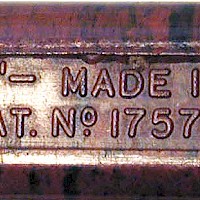 "– MADE I
AT. Nº 1757